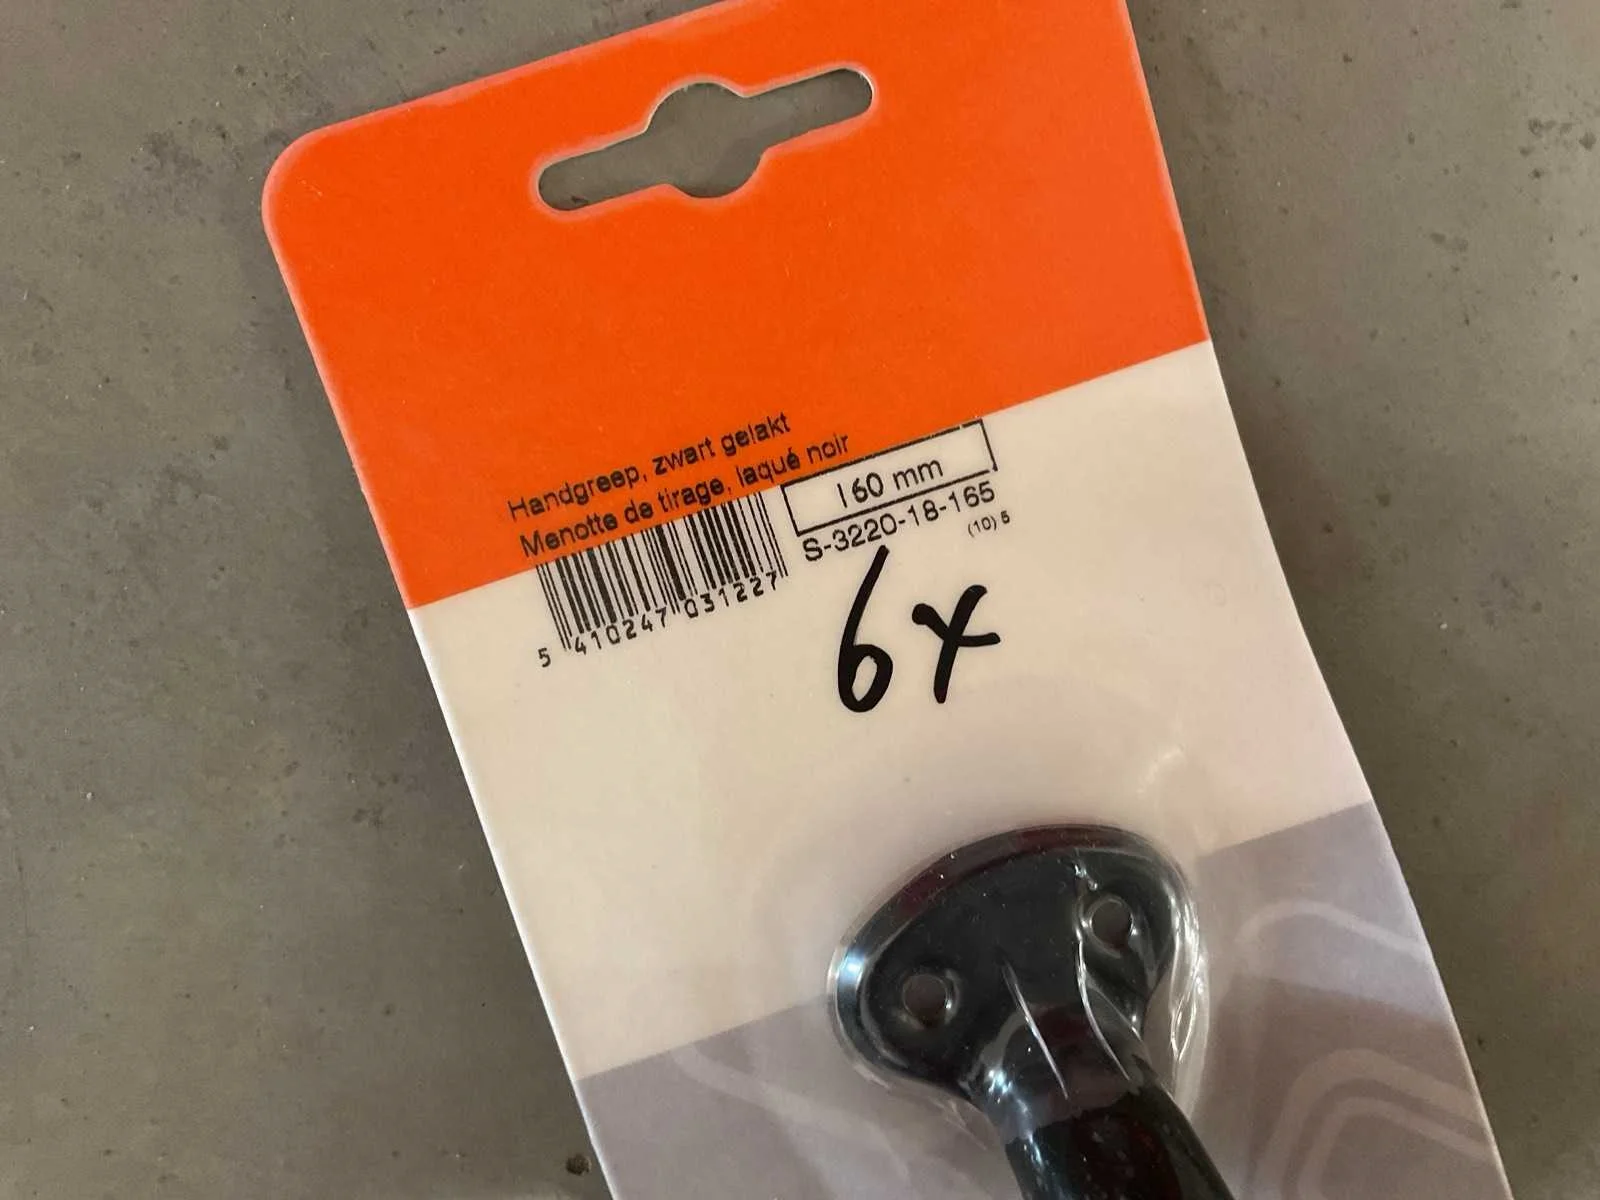 Handgreep, zwart gelakt
Menotte de tirage, laqué noir
160 mm
S-3220-18-165
(10) 5
5 410247 031227
6x